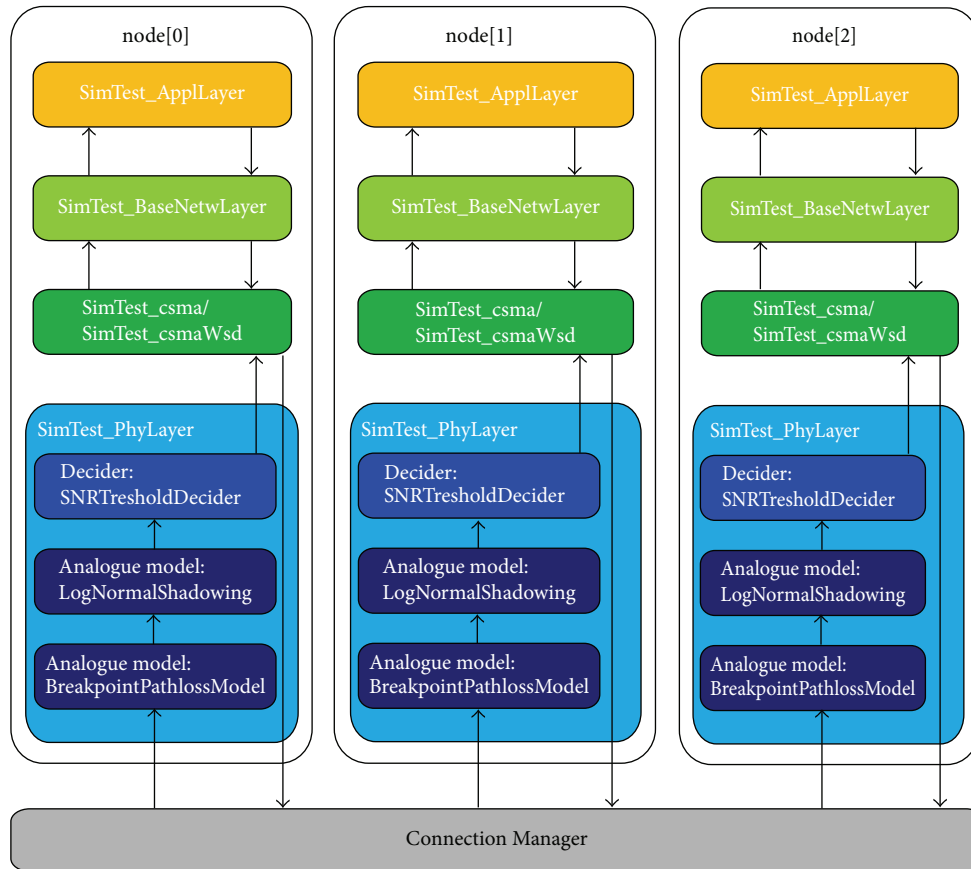 node[0]
SimTest_ApplLayer
SimTest_BaseNetwLayer
SimTest_csma/
SimTest_csmaWsd
SimTest_PhyLayer
Decider:
SNRTresholdDecider
Analogue model:
LogNormalShadowing
Analogue model:
BreakpointPathlossModel
node[1]
SimTest_ApplLayer
SimTest_BaseNetwLayer
SimTest_csma/
SimTest_csmaWsd
SimTest_PhyLayer
Decider:
SNRTresholdDecider
Analogue model:
LogNormalShadowing
Analogue model:
BreakpointPathlossModel
node[2]
SimTest_ApplLayer
SimTest_BaseNetwLayer
SimTest_csma/
SimTest_csmaWsd
SimTest_PhyLayer
Decider:
SNRTresholdDecider
Analogue model:
LogNormalShadowing
Analogue model:
BreakpointPathlossModel
Connection Manager